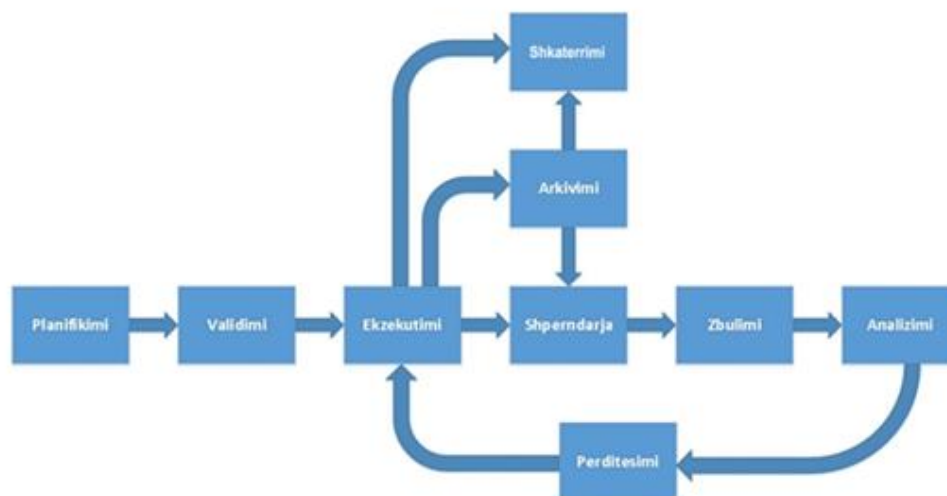 Shkaterrimi
Arkivimi
Planifikimi
Validimi
Ekzekutimi
Shperndarja
Zbulimi
Analizimi
Perditesimi